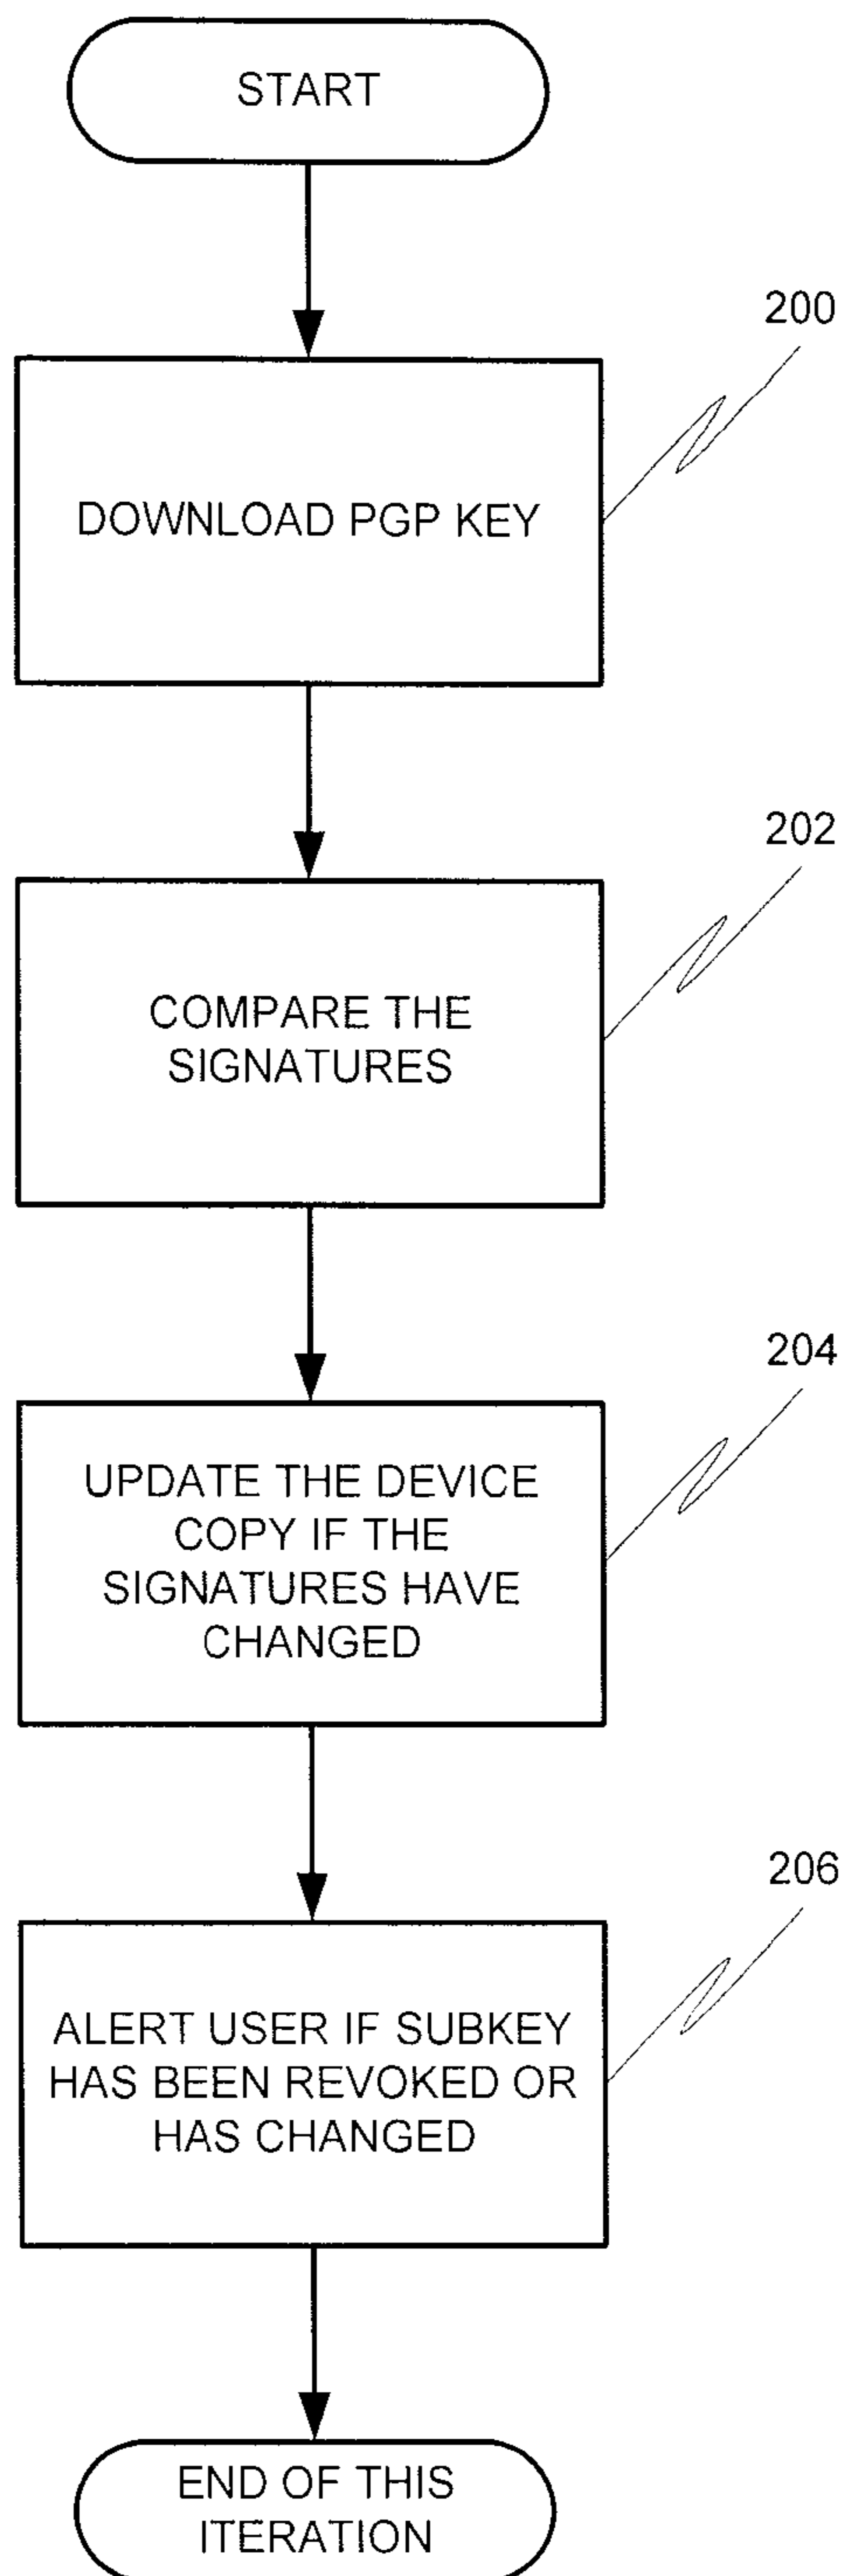 START
200
DOWNLOAD PGP KEY
202
COMPARE THE
SIGNATURES
204
UPDATE THE DEVICE
COPY IF THE
SIGNATURES HAVE
CHANGED
206
ALERT USER IF SUBKEY
HAS BEEN REVOKED OR
HAS CHANGED
END OF THIS
ITERATION